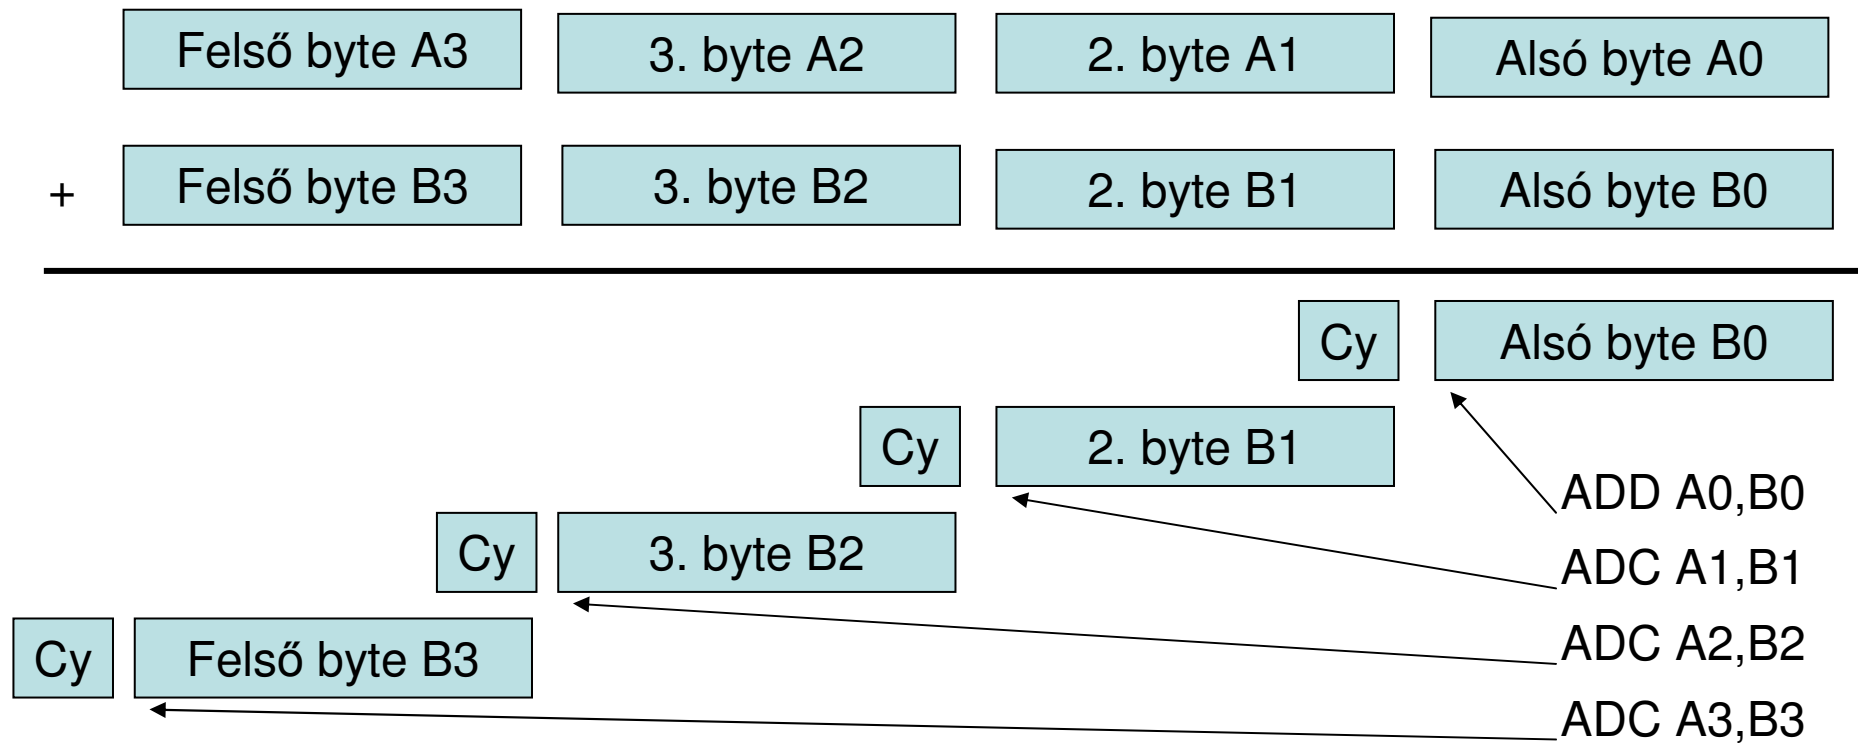 Felső byte A3 3. byte A2 2. byte A1 Alsó byte A0
+ Felső byte B3 3. byte B2 2. byte B1 Alsó byte B0
Cy Alsó byte B0
Cy 2. byte B1
ADD A0,B0
Cy 3. byte B2
ADC A1,B1
Cy Felső byte B3
ADC A2,B2
ADC A3,B3